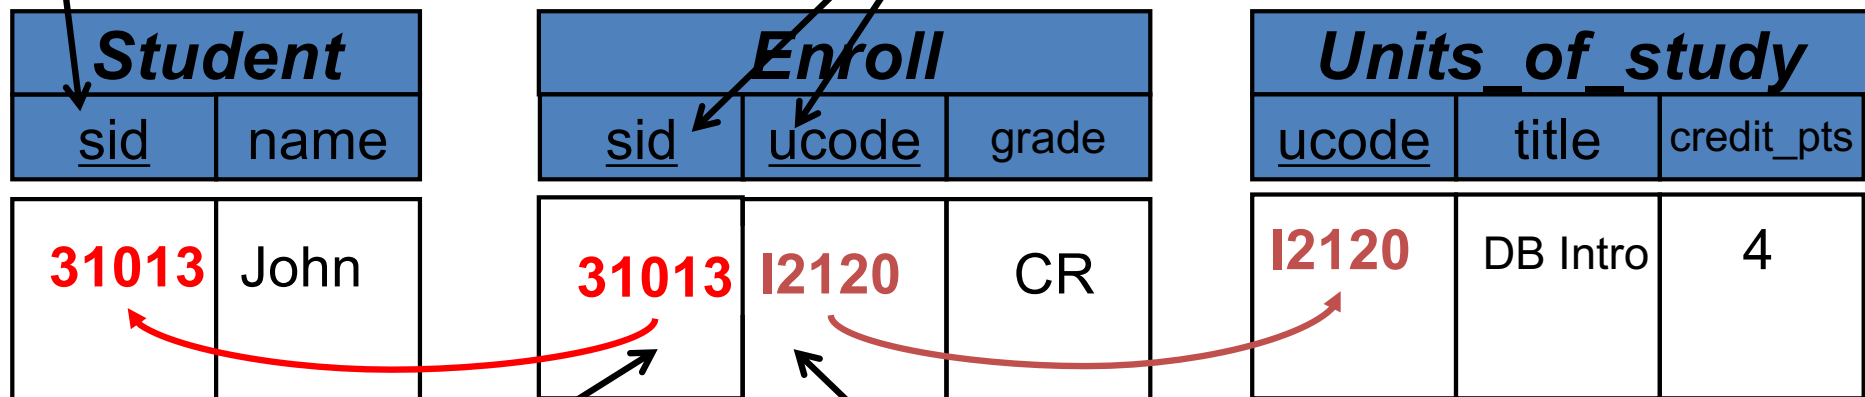 Student Enroll Units_of_study
sid name sid ucode grade ucode title credit_pts
31013 John 31013 I2120 CR I2120 DB Intro 4